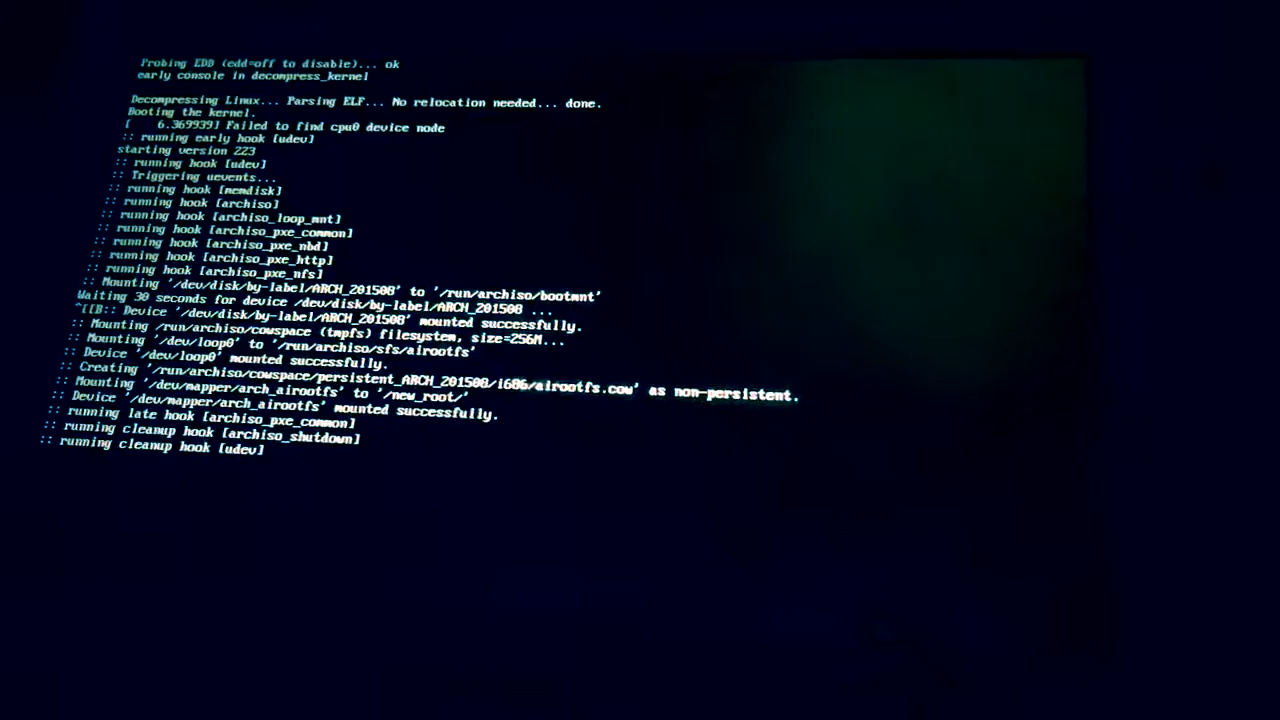 Probing EDD (edd=off to disable)... ok
early console in decompress_kernel
Decompressing Linux... Parsing ELF... No relocation needed... done.
Booting the kernel.
[    6.369939] Failed to find cpu0 device node
:: running early hook [udev]
starting version 223
:: running hook [udev]
:: Triggering uevents...
:: running hook [memdisk]
:: running hook [archiso]
:: running hook [archiso_loop_mnt]
:: running hook [archiso_pxe_common]
:: running hook [archiso_pxe_nbd]
:: running hook [archiso_pxe_http]
:: running hook [archiso_pxe_nfs]
:: Mounting '/dev/disk/by-label/ARCH_201508' to '/run/archiso/bootmnt'
Waiting 30 seconds for device /dev/disk/by-label/ARCH_201508 ...
^[[B:: Device '/dev/disk/by-label/ARCH_201508' mounted successfully.
:: Mounting /run/archiso/cowspace (tmpfs) filesystem, size=256M...
:: Mounting '/dev/loop0' to '/run/archiso/sfs/airootfs'
:: Device '/dev/loop0' mounted successfully.
:: Creating '/run/archiso/cowspace/persistent_ARCH_201508/i686/airootfs.cow' as non-persistent.
:: Mounting '/dev/mapper/arch_airootfs' to '/new_root/'
:: Device '/dev/mapper/arch_airootfs' mounted successfully.
:: running late hook [archiso_pxe_common]
:: running cleanup hook [archiso_shutdown]
:: running cleanup hook [udev]